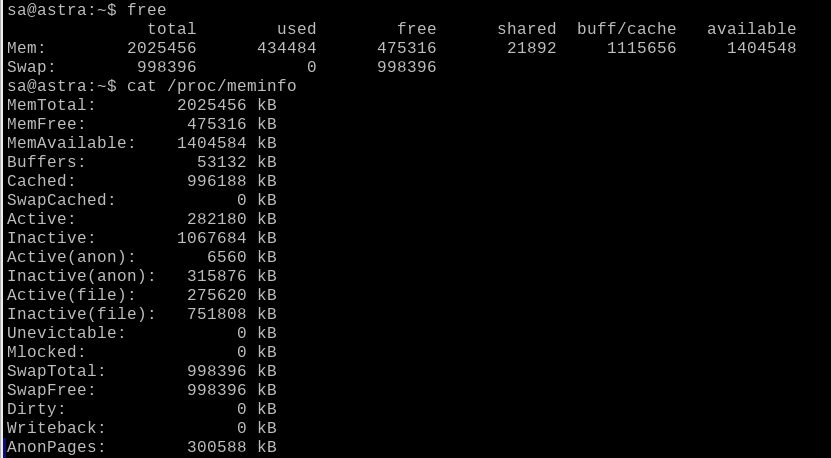 sa@astra:~$ free
              total        used        free      shared  buff/cache   available
Mem:        2025456      434484      475316       21892     1115656     1404548
Swap:        998396           0      998396
sa@astra:~$ cat /proc/meminfo
MemTotal:        2025456 kB
MemFree:          475316 kB
MemAvailable:    1404584 kB
Buffers:           53132 kB
Cached:           996188 kB
SwapCached:            0 kB
Active:           282180 kB
Inactive:        1067684 kB
Active(anon):       6560 kB
Inactive(anon):   315876 kB
Active(file):     275620 kB
Inactive(file):   751808 kB
Unevictable:           0 kB
Mlocked:               0 kB
SwapTotal:        998396 kB
SwapFree:         998396 kB
Dirty:                 0 kB
Writeback:             0 kB
AnonPages:        300588 kB